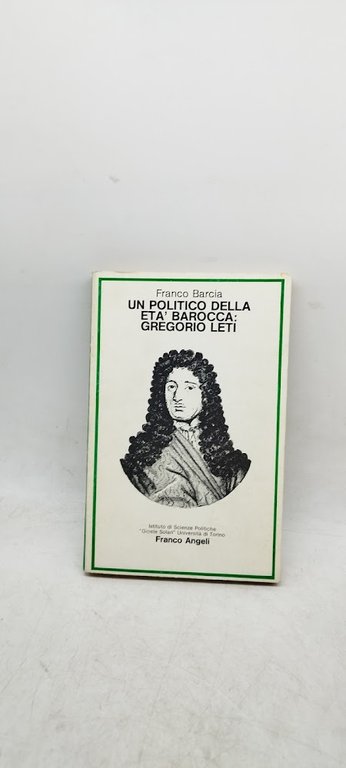 Franco Barcia
UN POLITICO DELLA
ETA' BAROCCA:
GREGORIO LETI
Istituto di Scienze Politiche
"Gioele Solari" Università di Torino
Franco Angeli